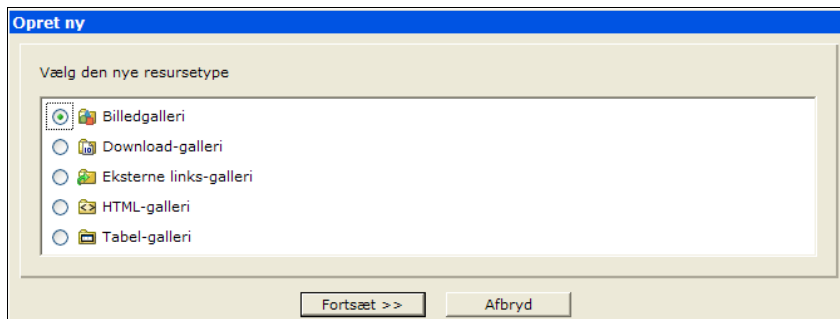 Opret ny
Vælg den nye resursetype
Billedgalleri
Download-galleri
Eksterne links-galleri
HTML-galleri
Tabel-galleri
Fortsæt >> Afbryd